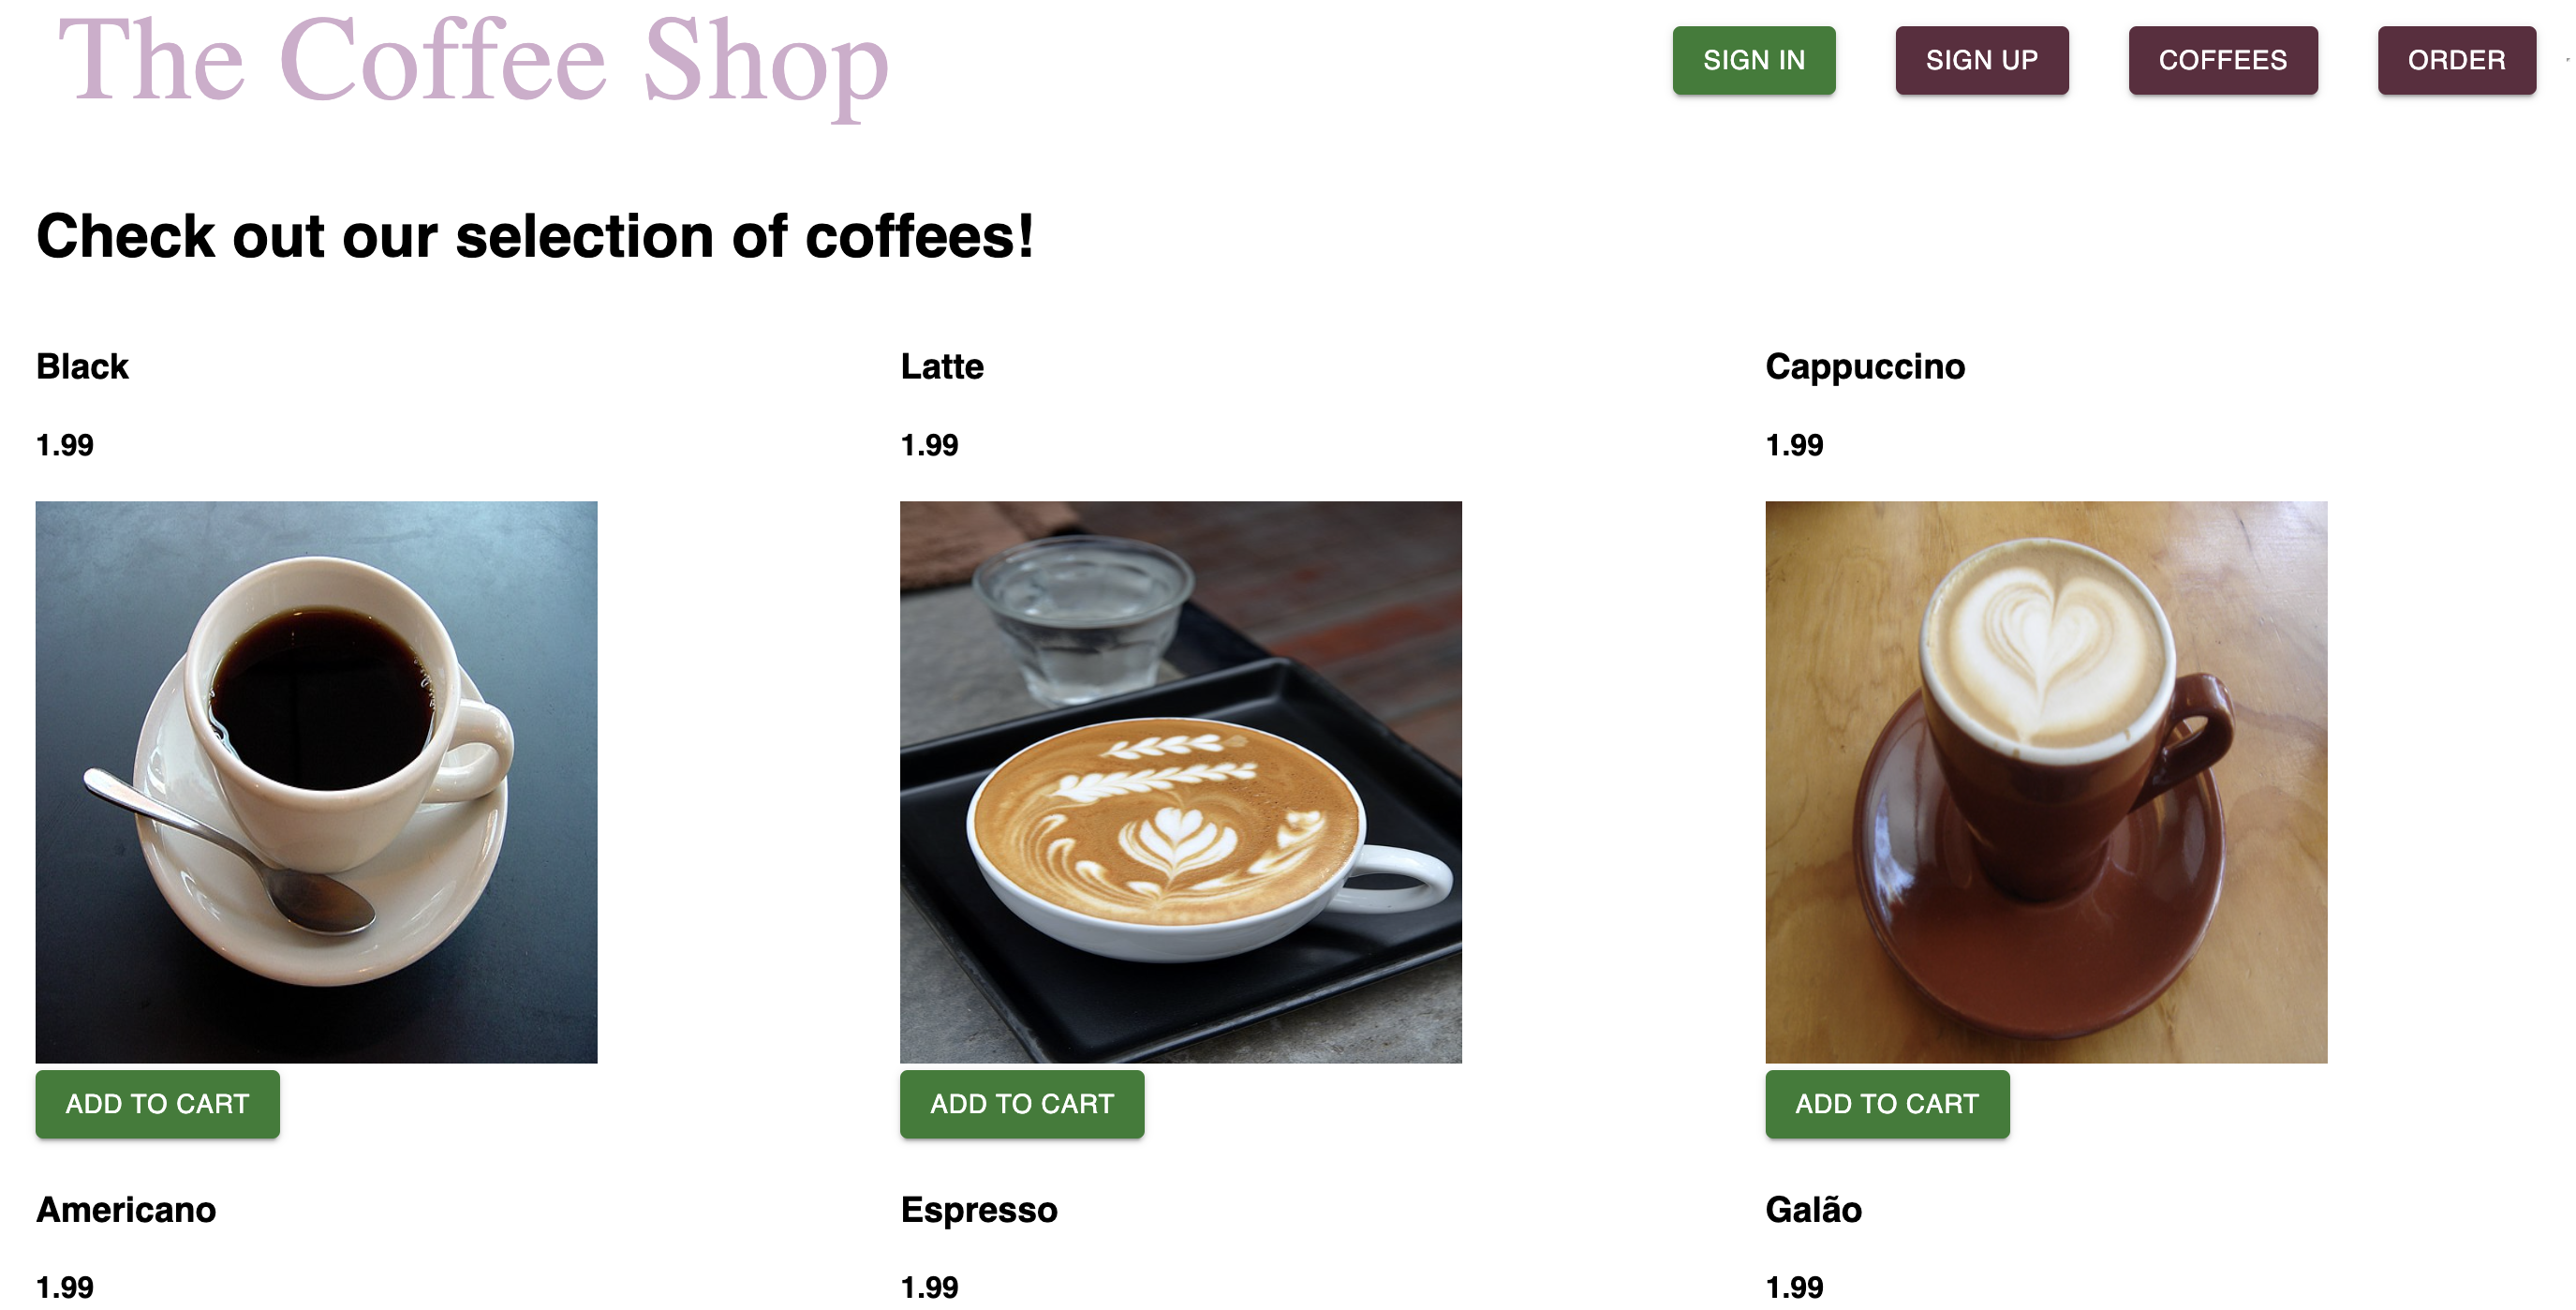 The Coffee Shop
SIGN IN
SIGN UP
COFFEES
ORDER
Check out our selection of coffees!
Black
Latte
Cappuccino
1.99
1.99
1.99
ADD TO CART
ADD TO CART
ADD TO CART
Americano
Espresso
Galão
1.99
1.99
1.99